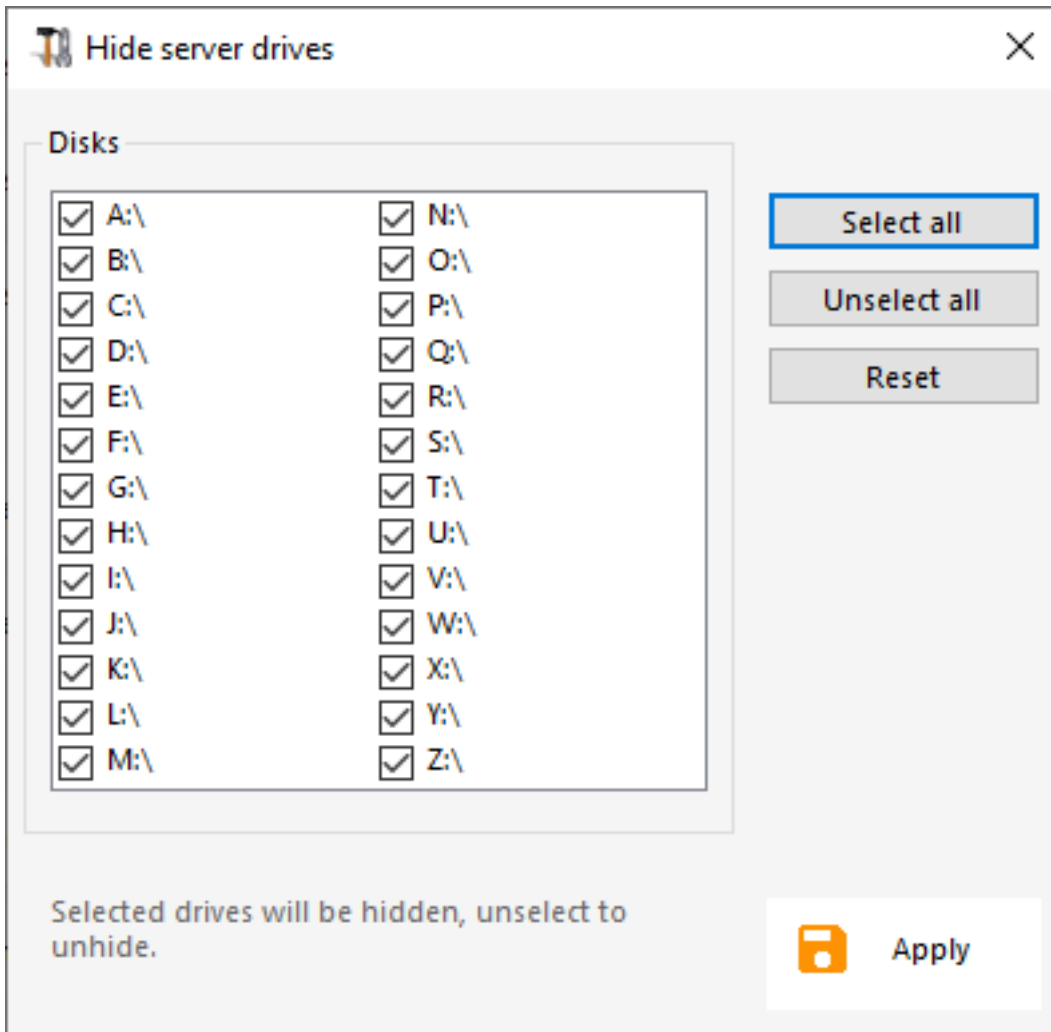 Hide server drives
Disks
A:\
B:\
C:\
D:\
E:\
F:\
G:\
H:\
I:\
J:\
K:\
L:\
M:\
N:\
O:\
P:\
Q:\
R:\
S:\
T:\
U:\
V:\
W:\
X:\
Y:\
Z:\
Select all
Unselect all
Reset
Selected drives will be hidden, unselect to
unhide.
Apply